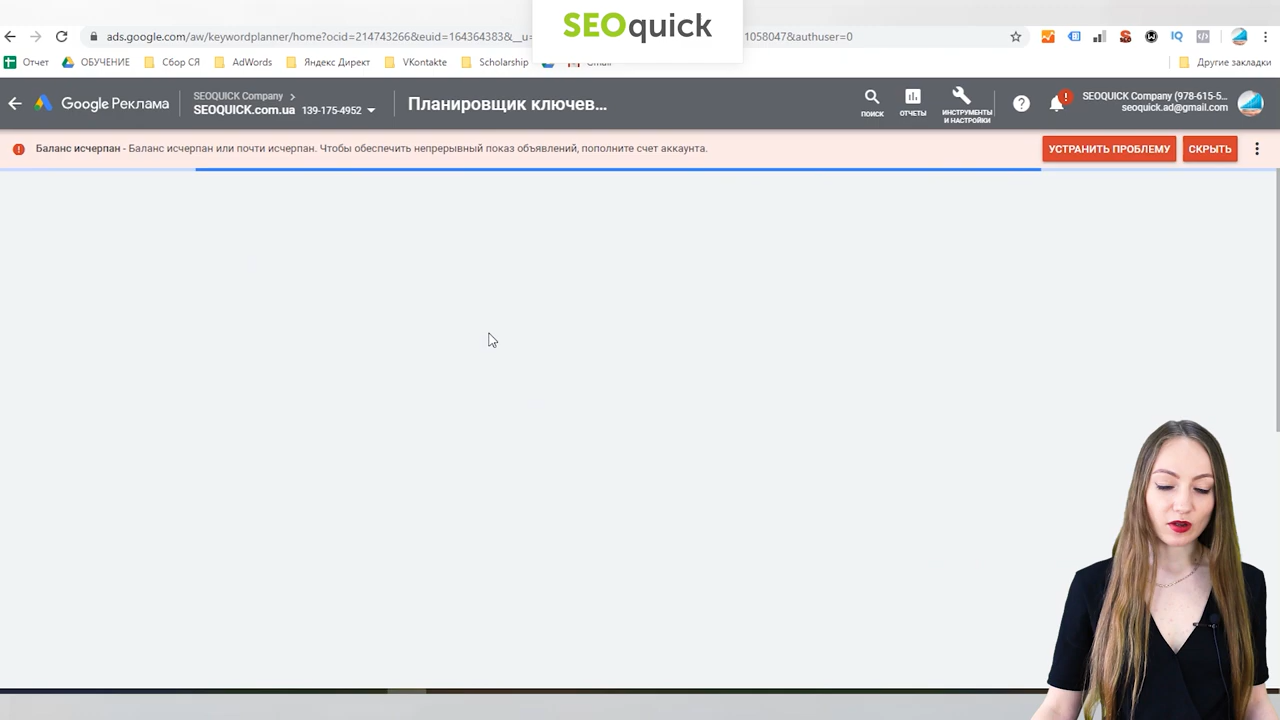 SEOquick
ads.google.com/aw/keywordplanner/home?ocid=214743266&euid=164364383&__u= 1058047&authuser=0
Отчет ОБУЧЕНИЕ Сбор СЯ AdWords Яндекс Директ VKontakte Scholarship Gmail Другие закладки
Google Реклама
SEOQUICK Company
SEOQUICK.com.ua 139-175-4952
Планировщик ключев...
ПОИСК
ОТЧЕТЫ
ИНСТРУМЕНТЫ
И НАСТРОЙКИ
SEOQUICK Company (978-615-5...
seoquick.ad@gmail.com
Баланс исчерпан - Баланс исчерпан или почти исчерпан. Чтобы обеспечить непрерывный показ объявлений, пополните счет аккаунта.
УСТРАНИТЬ ПРОБЛЕМУ СКРЫТЬ